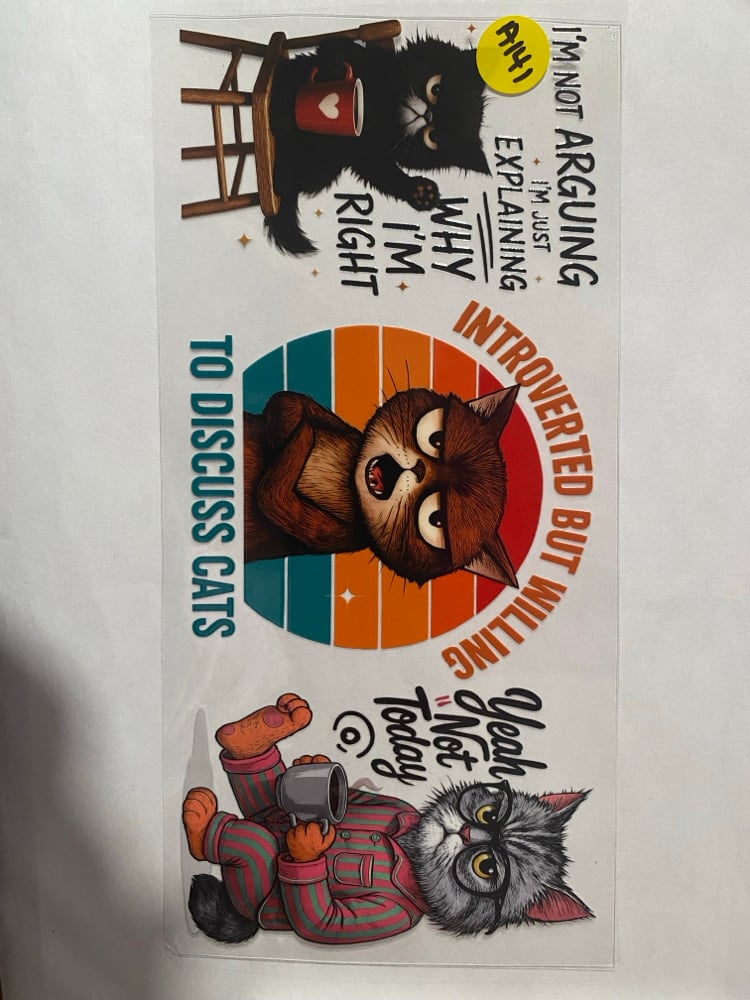 A141
I'M NOT ARGUING
I'M JUST
EXPLAINING
WHY
I'M
RIGHT
INTROVERTED BUT WILLING
TO DISCUSS CATS
Yeah
Not
Today